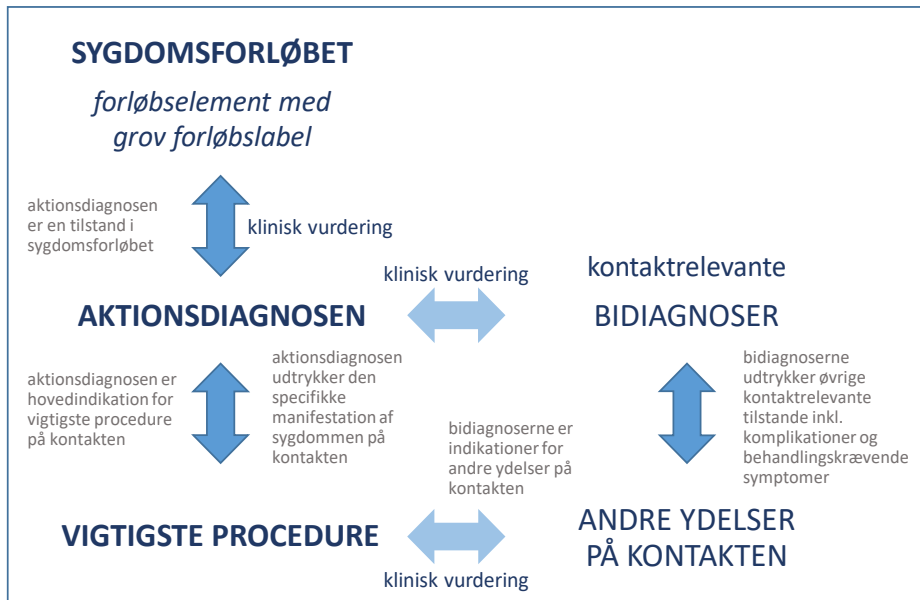 SYGDOMSFORLØBET
forløbselement med
grov forløbslabel
aktionsdiagnosen
er en tilstand i
sygdomsforløbet
klinisk vurdering
klinisk vurdering
kontaktrelevante
AKTIONSDIAGNOSEN
BIDIAGNOSER
aktionsdiagnosen er
hovedindikation for
vigtigste procedure
på kontakten
aktionsdiagnosen
udtrykker den
specifikke
manifestation af
sygdommen på
kontakten
bidiagnoserne er
indikationer for
andre ydelser på
kontakten
bidiagnoserne
udtrykker øvrige
kontaktrelevante
tilstande inkl.
komplikationer og
behandlingskrævende
symptomer
VIGTIGSTE PROCEDURE
klinisk vurdering
ANDRE YDELSER
PÅ KONTAKTEN